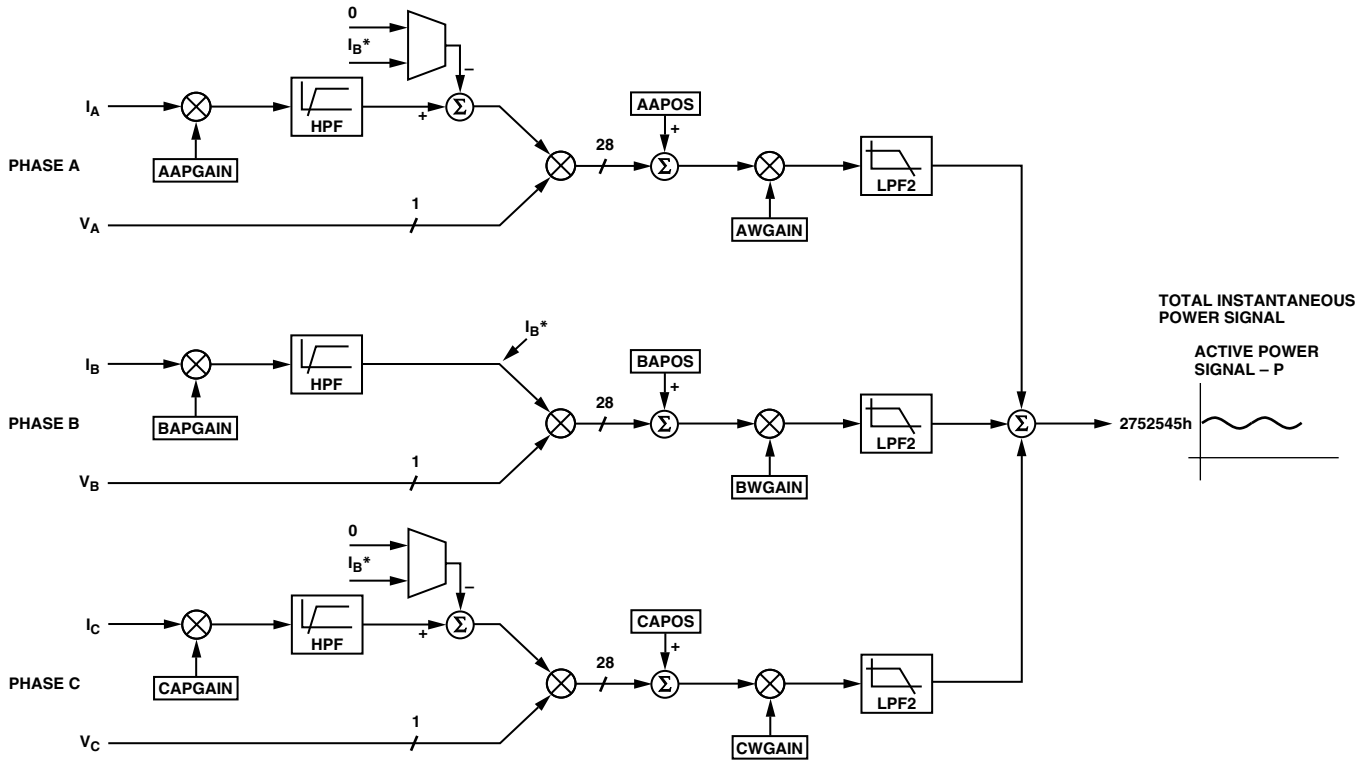 0
I_B*
–
I_A
HPF
+
Σ
AAPOS
+
28
Σ
LPF2
PHASE A
AAPGAIN
V_A
1
AWGAIN
TOTAL INSTANTANEOUS
POWER SIGNAL
I_B*
I_B
HPF
BAPOS
+
ACTIVE POWER
SIGNAL – P
28
Σ
LPF2
Σ
2752545h
PHASE B
BAPGAIN
V_B
1
BWGAIN
0
I_B*
–
I_C
HPF
+
Σ
CAPOS
+
28
Σ
LPF2
PHASE C
CAPGAIN
V_C
1
CWGAIN